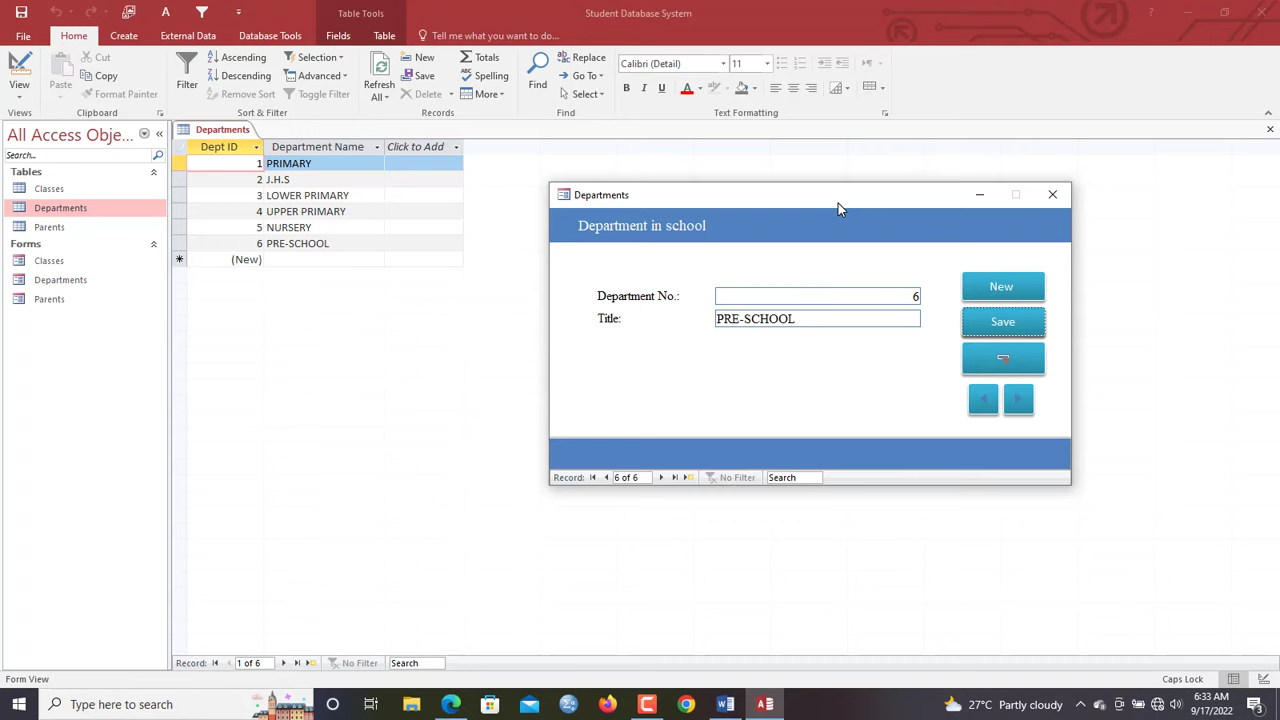 Table Tools
Student Database System
File Home Create External Data Database Tools Fields Table Tell me what you want to do...
View
Views
Paste
Cut
Copy
Format Painter
Clipboard
Filter
Ascending
Descending
Remove Sort
Selection
Advanced
Toggle Filter
Sort & Filter
Refresh
All
New
Save
Delete
Totals
Spelling
More
Records
Find
Replace
Go To
Select
Find
Calibri (Detail) 11
B I U A
Text Formatting
All Access Obje...
Search...
Tables
Classes
Departments
Parents
Forms
Classes
Departments
Parents
Departments
Dept ID Department Name Click to Add
1 PRIMARY
2 J.H.S
3 LOWER PRIMARY
4 UPPER PRIMARY
5 NURSERY
6 PRE-SCHOOL
(New)
Departments
Department in school
Department No.: 6
Title: PRE-SCHOOL
New
Save
Record: 6 of 6 No Filter Search
Record: 1 of 6 No Filter Search
Form View
Caps Lock
Type here to search
27°C Partly cloudy
6:33 AM
9/17/2022
3